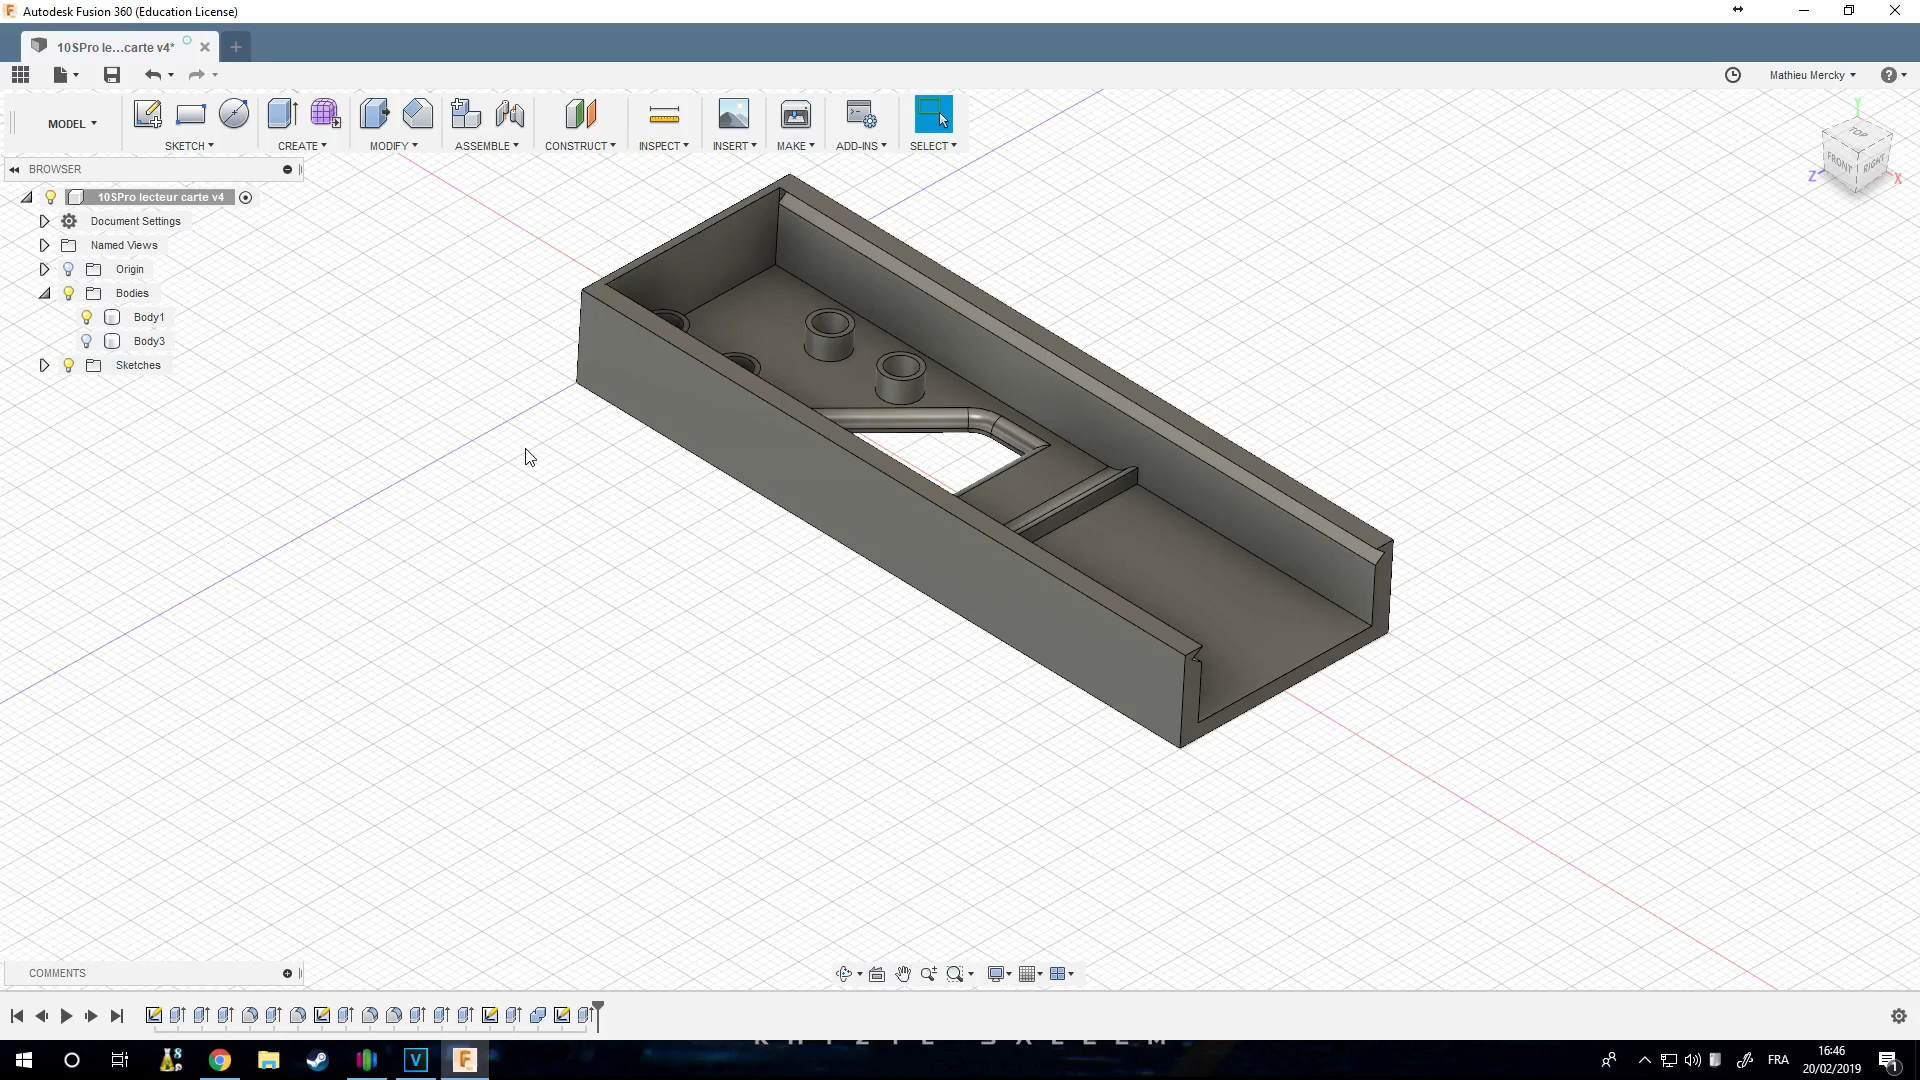 Autodesk Fusion 360 (Education License)
10SPro le...carte v4*
Mathieu Mercky
MODEL
SKETCH
CREATE
MODIFY
ASSEMBLE
CONSTRUCT
INSPECT
INSERT
MAKE
ADD-INS
SELECT
Y
TOP
FRONT
RIGHT
Z
X
BROWSER
10SPro lecteur carte v4
Document Settings
Named Views
Origin
Bodies
Body1
Body3
Sketches
COMMENTS
FRA
16:46
20/02/2019
1